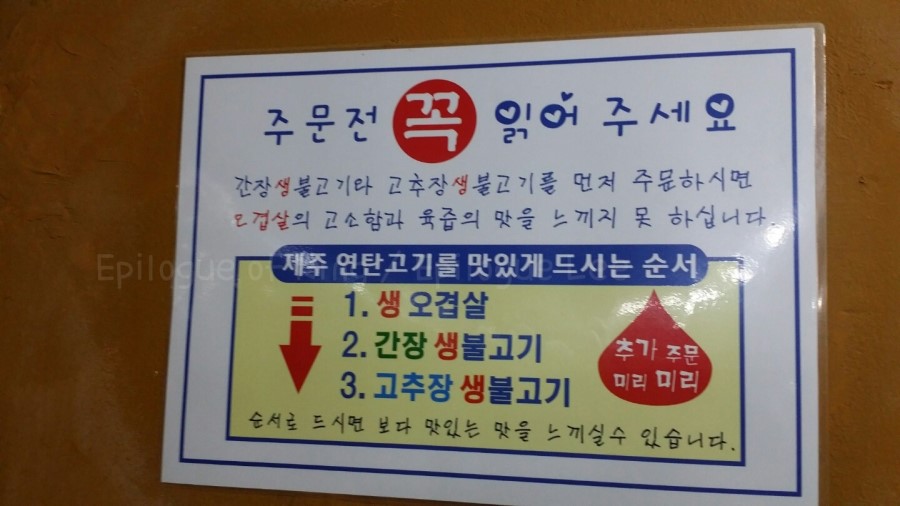 주문전 꼭 읽어 주세요
간장생불고기와 고추장생불고기를 먼저 주문하시면
오겹살의 고소함과 육즙의 맛을 느끼지 못 하십니다.
제주 연탄고기를 맛있게 드시는 순서
1. 생 오겹살
2. 간장 생불고기
3. 고추장 생불고기
추가 주문
미리 미리
순서로 드시면 보다 맛있는 맛을 느끼실수 있습니다.
Epilogue